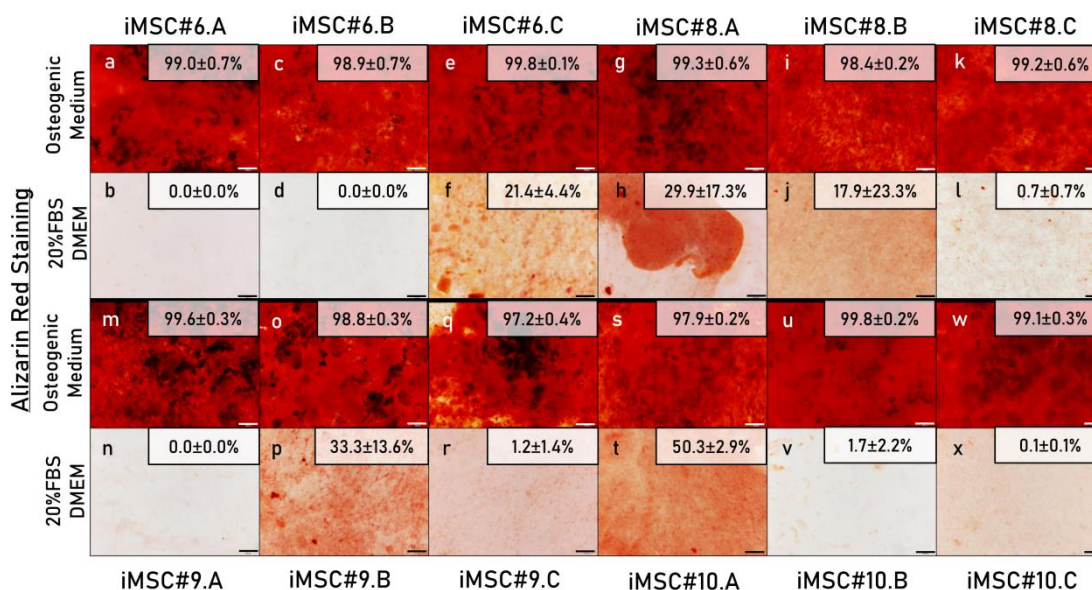 iMSC#6.A iMSC#6.B iMSC#6.C iMSC#8.A iMSC#8.B iMSC#8.C
Alizarin Red Staining
Osteogenic
Medium
a 99.0±0.7% c 98.9±0.7% e 99.8±0.1% g 99.3±0.6% i 98.4±0.2% k 99.2±0.6%
20%FBS
DMEM
b 0.0±0.0% d 0.0±0.0% f 21.4±4.4% h 29.9±17.3% j 17.9±23.3% l 0.7±0.7%
Osteogenic
Medium
m 99.6±0.3% o 98.8±0.3% q 97.2±0.4% s 97.9±0.2% u 99.8±0.2% w 99.1±0.3%
20%FBS
DMEM
n 0.0±0.0% p 33.3±13.6% r 1.2±1.4% t 50.3±2.9% v 1.7±2.2% x 0.1±0.1%
iMSC#9.A iMSC#9.B iMSC#9.C iMSC#10.A iMSC#10.B iMSC#10.C